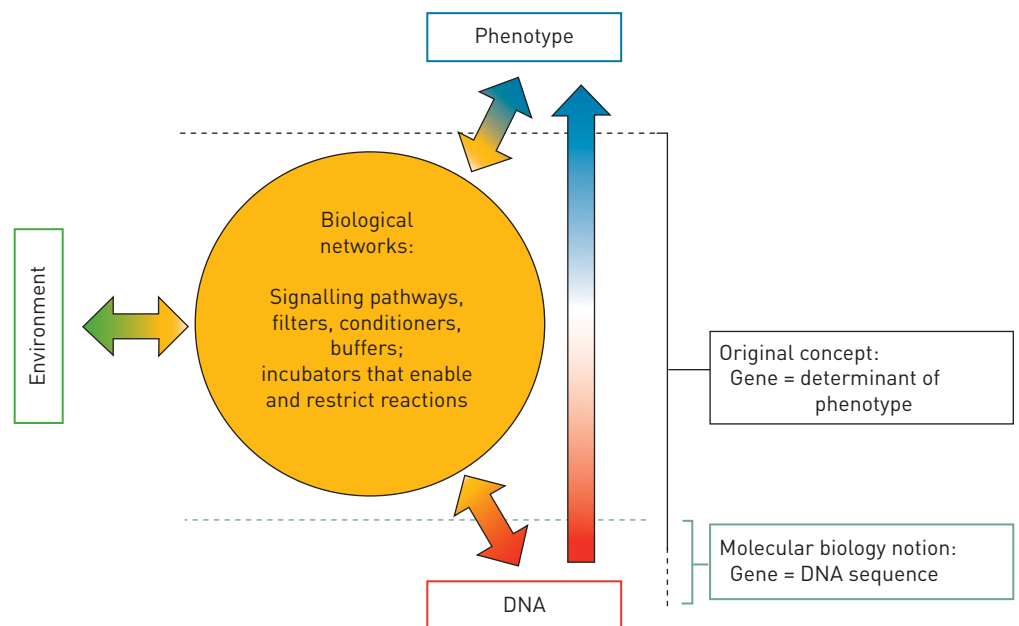 Phenotype
Environment
Biological
networks:
Signalling pathways,
filters, conditioners,
buffers;
incubators that enable
and restrict reactions
Original concept:
Gene = determinant of
phenotype
Molecular biology notion:
Gene = DNA sequence
DNA